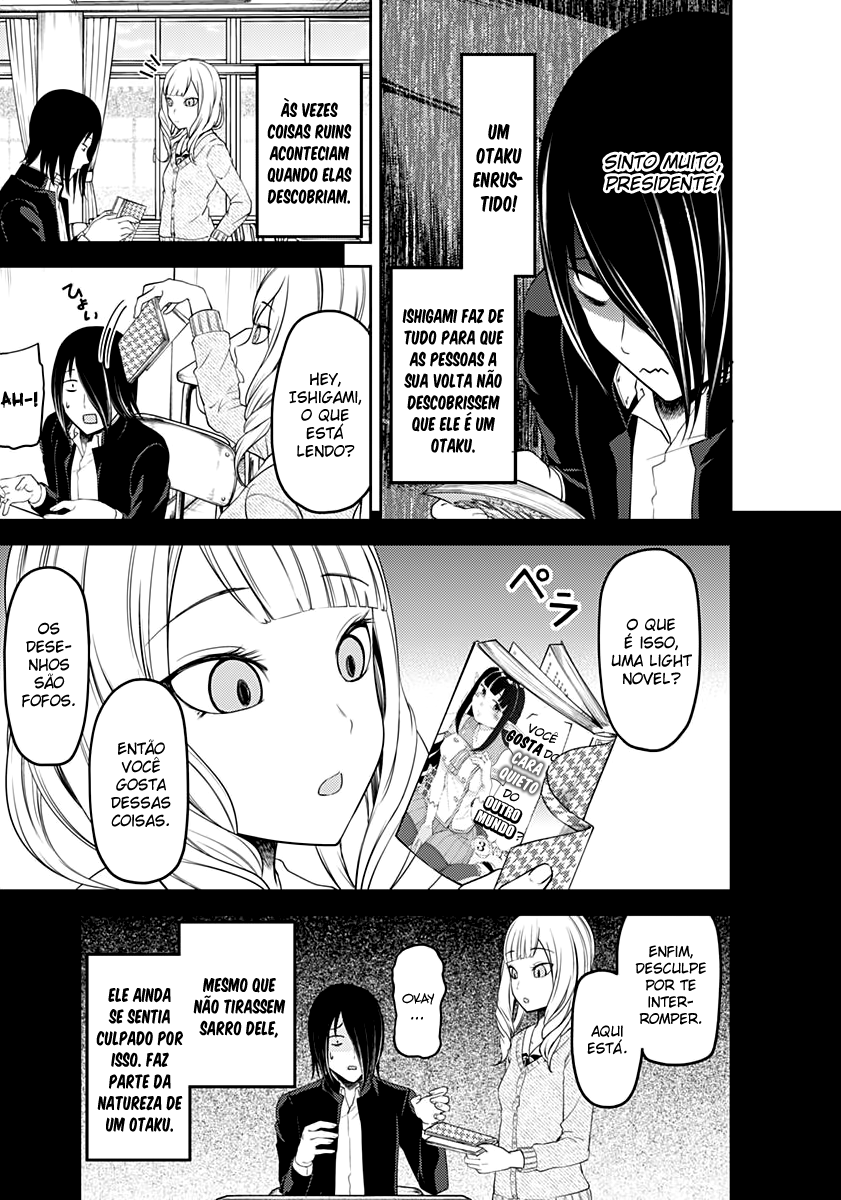 SINTO MUITO,
PRESIDENTE!
UM
OTAKU
ENRUS-
TIDO!
ISHIGAMI FAZ DE
TUDO PARA QUE
AS PESSOAS A
SUA VOLTA NÃO
DESCOBRISSEM
QUE ELE É UM
OTAKU.
ÀS VEZES
COISAS RUINS
ACONTECIAM
QUANDO ELAS
DESCOBRIAM.
HEY,
ISHIGAMI,
O QUE
ESTÁ
LENDO?
ひょい
AH-!
O QUE
É ISSO,
UMA LIGHT
NOVEL?
ペラ
VOCÊ
GOSTA DO
CARA
QUIETO
DO
OUTRO
MUNDO?
3
OS
DESE-
NHOS
SÃO
FOFOS.
ENTÃO
VOCÊ
GOSTA
DESSAS
COISAS.
ENFIM,
DESCULPE
POR TE
INTER-
ROMPER.
AQUI
ESTÁ.
OKAY
...
MESMO QUE
NÃO TIRASSEM
SARRO DELE,
ELE AINDA
SE SENTIA
CULPADO POR
ISSO. FAZ
PARTE DA
NATUREZA DE
UM OTAKU.